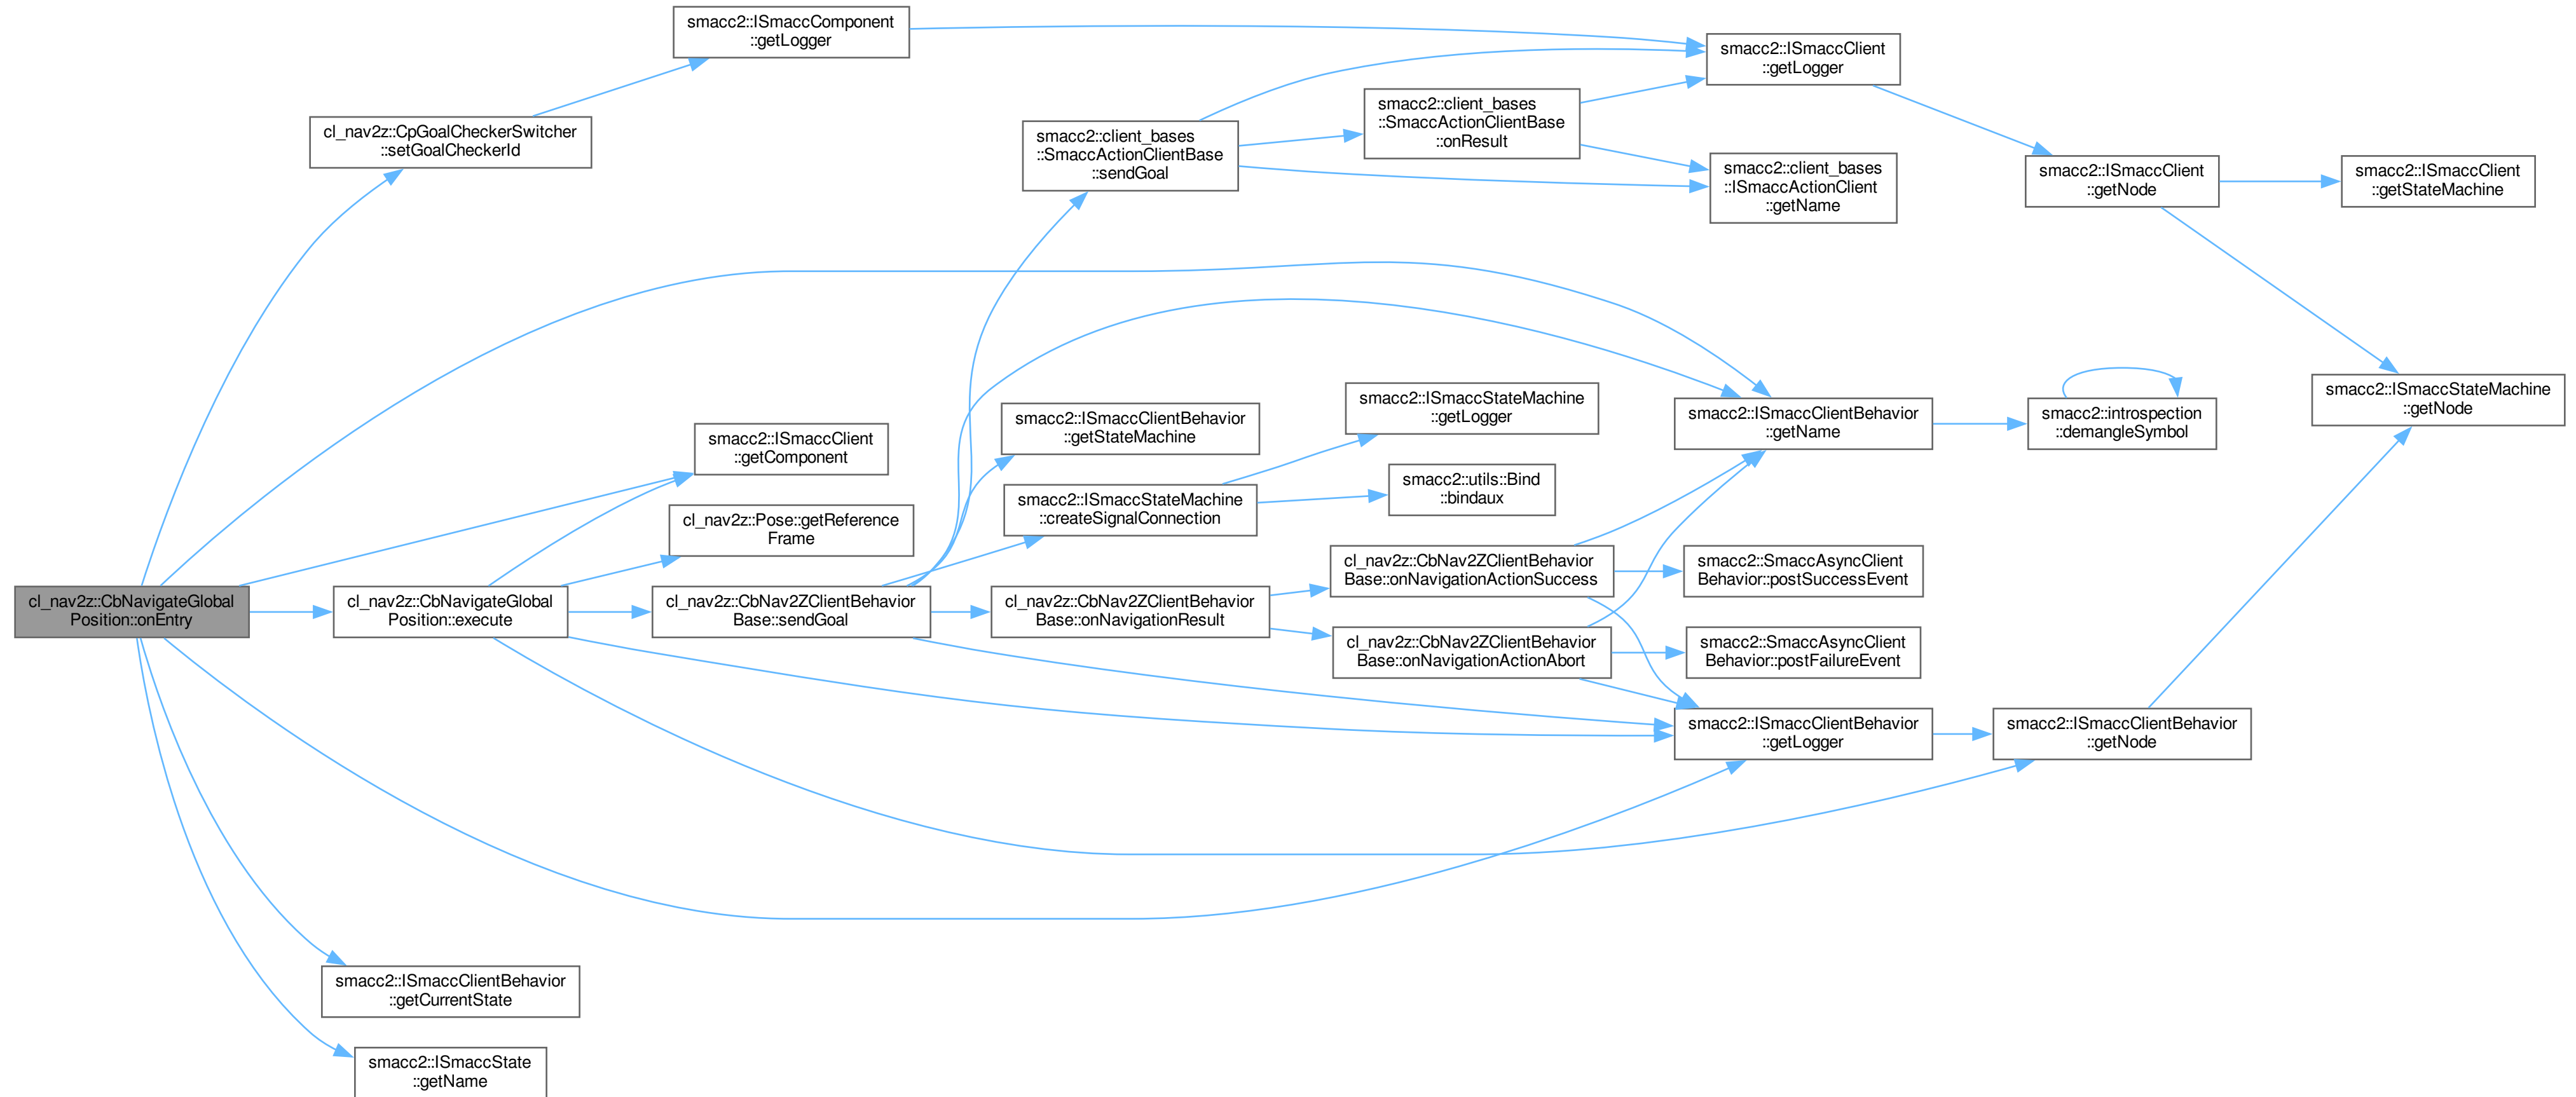 smacc2::ISmaccComponent
::getLogger
smacc2::ISmaccClient
::getLogger
cl_nav2z::CpGoalCheckerSwitcher
::setGoalCheckerId
smacc2::client_bases
::SmaccActionClientBase
::sendGoal
smacc2::client_bases
::SmaccActionClientBase
::onResult
smacc2::client_bases
::ISmaccActionClient
::getName
smacc2::ISmaccClient
::getNode
smacc2::ISmaccClient
::getStateMachine
smacc2::ISmaccClient
::getComponent
smacc2::ISmaccClientBehavior
::getStateMachine
smacc2::ISmaccStateMachine
::getLogger
smacc2::ISmaccClientBehavior
::getName
smacc2::introspection
::demangleSymbol
smacc2::ISmaccStateMachine
::getNode
cl_nav2z::Pose::getReference
Frame
smacc2::ISmaccStateMachine
::createSignalConnection
smacc2::utils::Bind
::bindaux
cl_nav2z::CbNavigateGlobal
Position::onEntry
cl_nav2z::CbNavigateGlobal
Position::execute
cl_nav2z::CbNav2ZClientBehavior
Base::sendGoal
cl_nav2z::CbNav2ZClientBehavior
Base::onNavigationResult
cl_nav2z::CbNav2ZClientBehavior
Base::onNavigationActionSuccess
smacc2::SmaccAsyncClient
Behavior::postSuccessEvent
cl_nav2z::CbNav2ZClientBehavior
Base::onNavigationActionAbort
smacc2::SmaccAsyncClient
Behavior::postFailureEvent
smacc2::ISmaccClientBehavior
::getLogger
smacc2::ISmaccClientBehavior
::getNode
smacc2::ISmaccClientBehavior
::getCurrentState
smacc2::ISmaccState
::getName